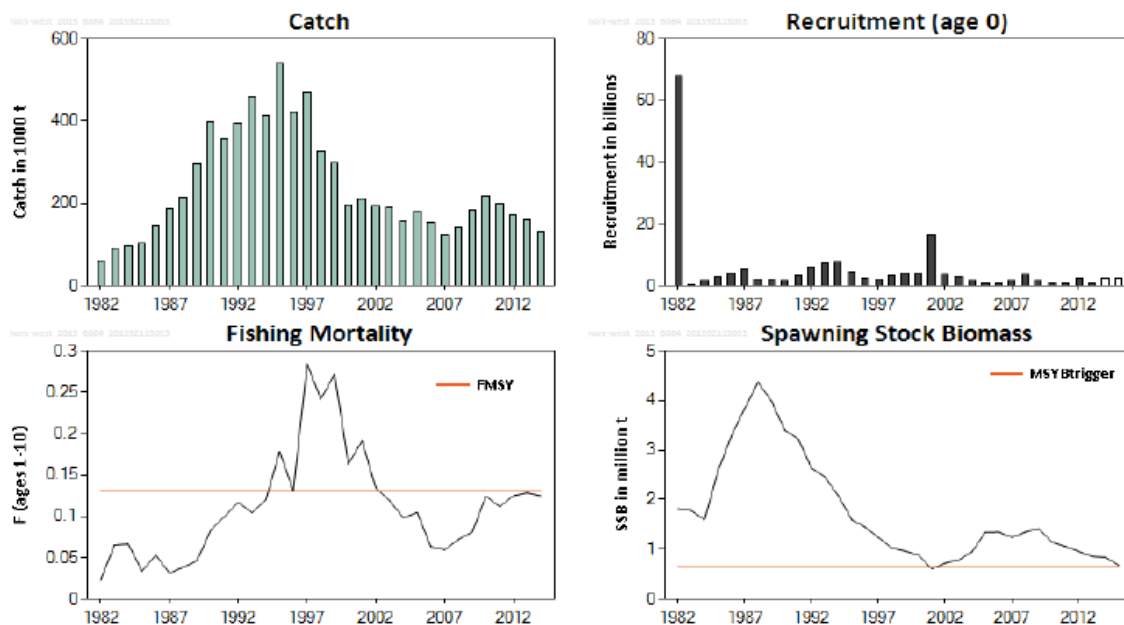 Catch
Catch in 1000 t
600
400
200
0
1982 1987 1992 1997 2002 2007 2012
Recruitment (age 0)
Recruitment in billions
80
60
40
20
0
1982 1987 1992 1997 2002 2007 2012
Fishing Mortality
F (ages 1-10)
0.3
0.25
0.2
0.15
0.1
0.05
0
FMSY
1982 1987 1992 1997 2002 2007 2012
Spawning Stock Biomass
SSB in million t
5
4
3
2
1
0
MSYBtrigger
1982 1987 1992 1997 2002 2007 2012